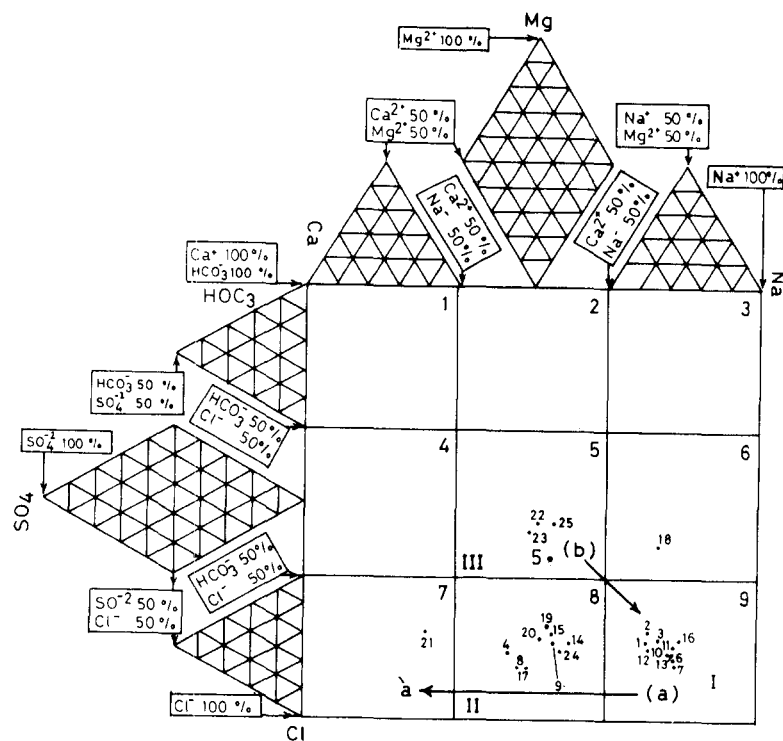 Mg
Mg²⁺ 100 %
Ca²⁺ 50 %
Mg²⁺ 50 %
Na⁺ 50 %
Mg²⁺ 50 %
Na⁺ 100%
Ca
Ca²⁺ 50 %
Na⁻ 50 %
Ca²⁺ 50 %
Na⁻ 50 %
Na
Ca⁺ 100 %
HCO₃⁻ 100 %
HOC₃
1
2
3
HCO₃⁻ 50 %
SO₄⁻¹ 50 %
HCO₃⁻ 50 %
Cl⁻ 50 %
SO₄⁻¹ 100 %
SO₄
4
5
6
22
25
23
18
5
(b)
III
HCO₃⁻ 50 %
Cl⁻ 50 %
SO⁻² 50 %
Cl⁻ 50 %
7
8
9
21
19
20
15
14
4
24
8
17
9
2
1
3
16
11
12
10
6
13
7
a
(a)
I
II
Cl⁻ 100 %
Cl